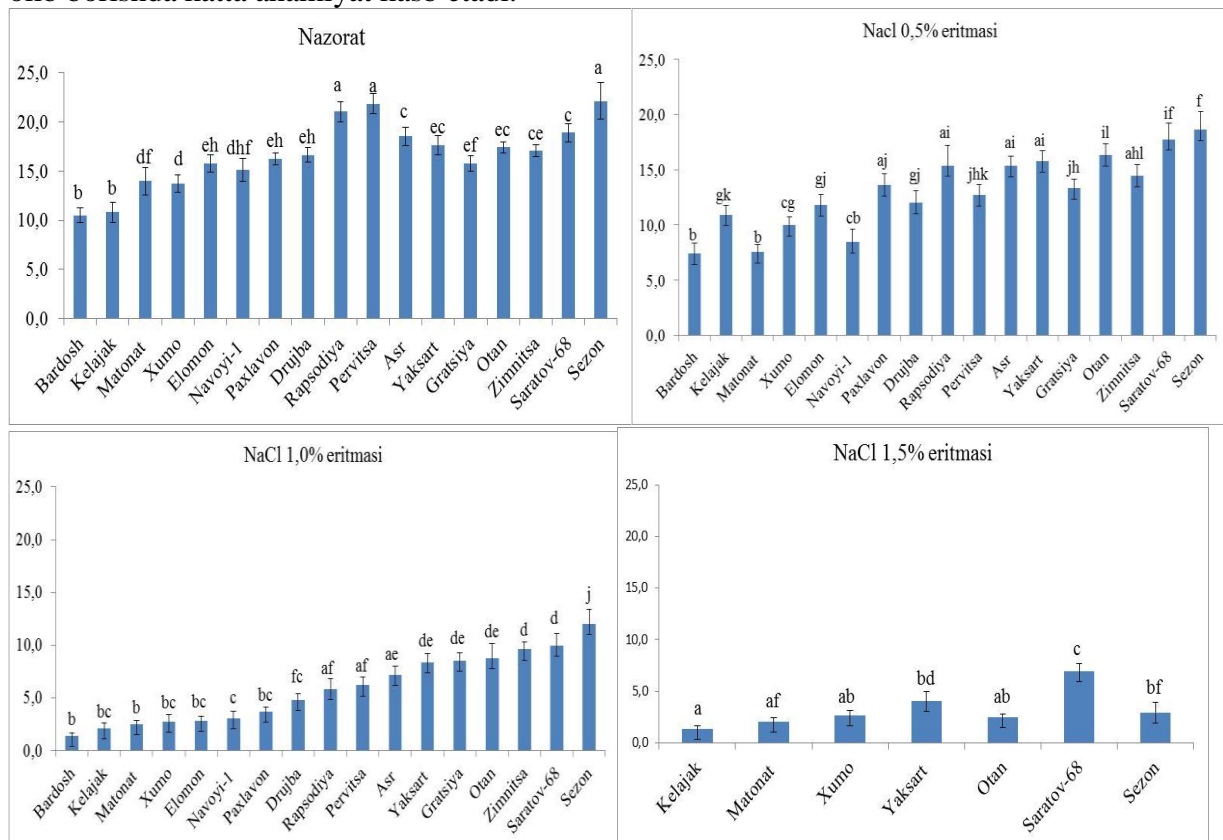 olib borishda katta ahamiyat kasb etadi.
Nazorat
25,0
20,0
15,0
10,0
5,0
0,0
b b df d eh dhf eh eh a a c ec ef ec ce c a
Bardosh Kelajak Matonat Xumo Elomon Navoyi-1 Paxlavon Drujba Rapsodiya Pervitsa Asr Yaksart Gratsiya Otan Zimnitsa Saratov-68 Sezon
Nacl 0,5% eritmasi
25,0
20,0
15,0
10,0
5,0
0,0
b gk b cg gj cb aj gj ai jhk ai ai jh il ahl if f
Bardosh Kelajak Matonat Xumo Elomon Navoyi-1 Paxlavon Drujba Rapsodiya Pervitsa Asr Yaksart Gratsiya Otan Zimnitsa Saratov-68 Sezon
NaCl 1,0% eritmasi
25,0
20,0
15,0
10,0
5,0
0,0
b bc b bc bc c bc fc af af ae de de de d d j
Bardosh Kelajak Matonat Xumo Elomon Navoyi-1 Paxlavon Drujba Rapsodiya Pervitsa Asr Yaksart Gratsiya Otan Zimnitsa Saratov-68 Sezon
NaCl 1,5% eritmasi
25,0
20,0
15,0
10,0
5,0
0,0
a af ab bd ab c bf
Kelajak Matonat Xumo Yaksart Otan Saratov-68 Sezon